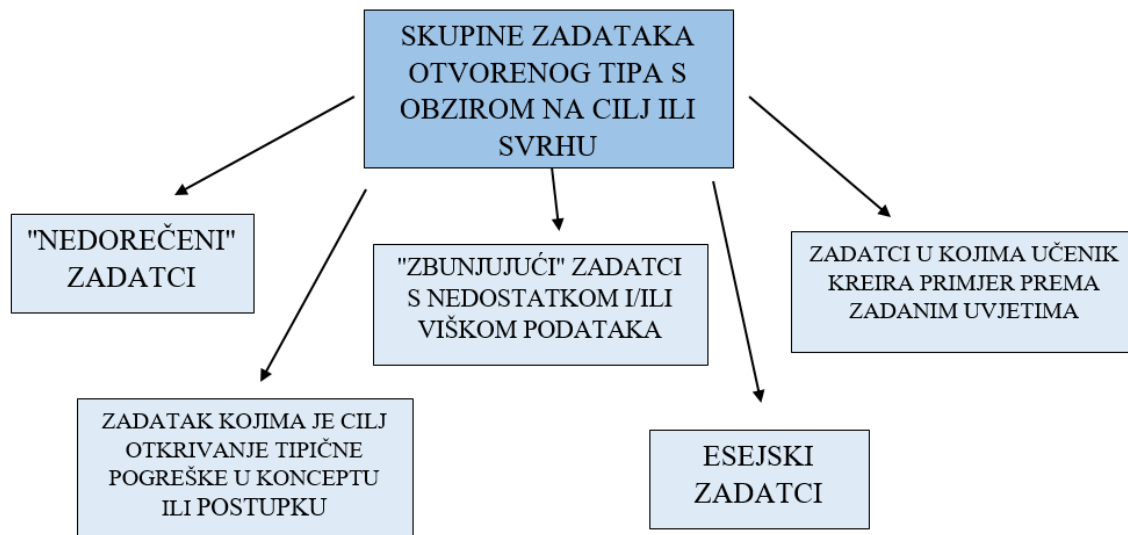 SKUPINE ZADATAKA
OTVORENOG TIPA S
OBZIROM NA CILJ ILI
SVRHU
"NEDOREČENI"
ZADATCI
"ZBUNJUJUĆI" ZADATCI
S NEDOSTATKOM I/ILI
VIŠKOM PODATAKA
ZADATCI U KOJIMA UČENIK
KREIRA PRIMJER PREMA
ZADANIM UVJETIMA
ZADATAK KOJIMA JE CILJ
OTKRIVANJE TIPIČNE
POGREŠKE U KONCEPTU
ILI POSTUPKU
ESEJSKI
ZADATCI